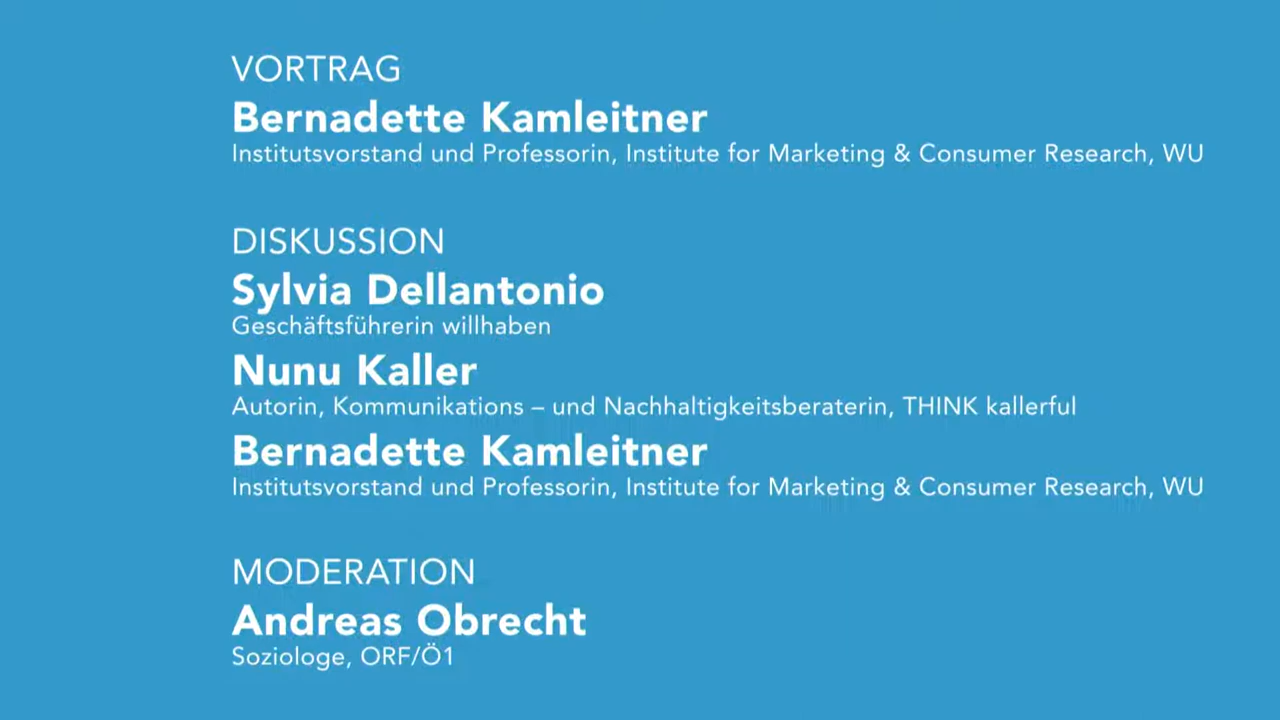 VORTRAG
Bernadette Kamleitner
Institutsvorstand und Professorin, Institute for Marketing & Consumer Research, WU
DISKUSSION
Sylvia Dellantonio
Geschäftsführerin willhaben
Nunu Kaller
Autorin, Kommunikations – und Nachhaltigkeitsberaterin, THINK kallerful
Bernadette Kamleitner
Institutsvorstand und Professorin, Institute for Marketing & Consumer Research, WU
MODERATION
Andreas Obrecht
Soziologe, ORF/Ö1